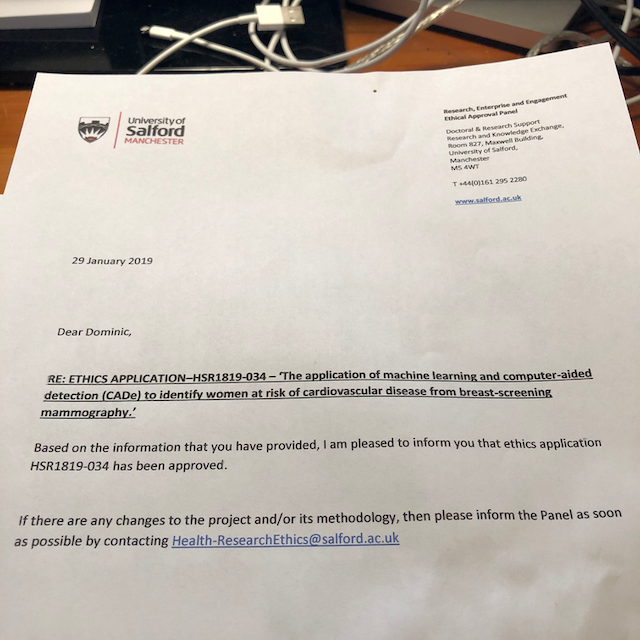 University of
Salford
MANCHESTER
Research, Enterprise and Engagement
Ethical Approval Panel
Doctoral & Research Support
Research and Knowledge Exchange,
Room 827, Maxwell Building,
University of Salford,
Manchester
M5 4WT
T +44(0)161 295 2280
www.salford.ac.uk
29 January 2019
Dear Dominic,
RE: ETHICS APPLICATION–HSR1819-034 – ‘The application of machine learning and computer-aided
detection (CADe) to identify women at risk of cardiovascular disease from breast-screening
mammography.’
Based on the information that you have provided, I am pleased to inform you that ethics application
HSR1819-034 has been approved.
If there are any changes to the project and/or its methodology, then please inform the Panel as soon
as possible by contacting Health-ResearchEthics@salford.ac.uk